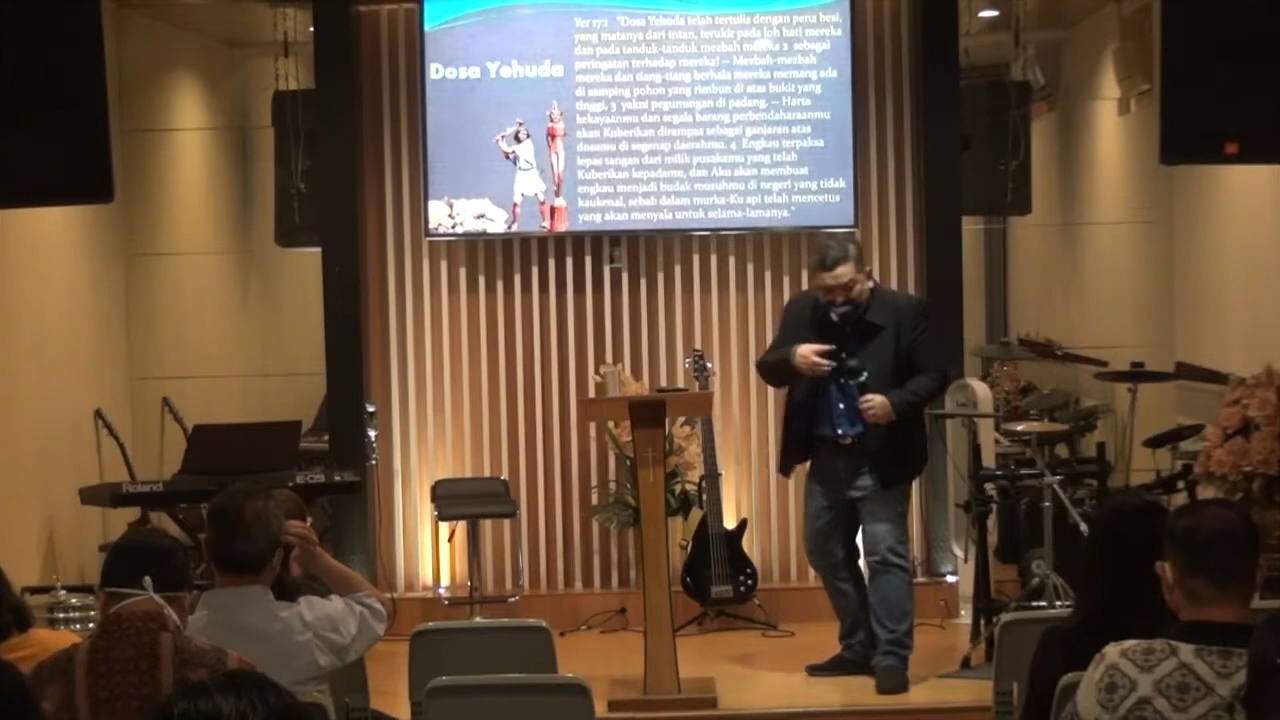 Dosa Yehuda
Yer 17:1 "Dosa Yehuda telah tertulis dengan pena besi,
yang matanya dari intan, terukir pada loh hati mereka
dan pada tanduk-tanduk mezbah mereka 2 sebagai
peringatan terhadap mereka! -- Mezbah-mezbah
mereka dan tiang-tiang berhala mereka memang ada
di samping pohon yang rimbun di atas bukit yang
tinggi, 3 yakni pegunungan di padang. -- Harta
kekayaanmu dan segala barang perbendaharaanmu
akan Kuberikan dirampas sebagai ganjaran atas
dosamu di segenap daerahmu. 4 Engkau terpaksa
lepas tangan dari milik pusakamu yang telah
Kuberikan kepadamu, dan Aku akan membuat
engkau menjadi budak musuhmu di negeri yang tidak
kaukenal, sebab dalam murka-Ku api telah mencetus
yang akan menyala untuk selama-lamanya."
Roland
E-09